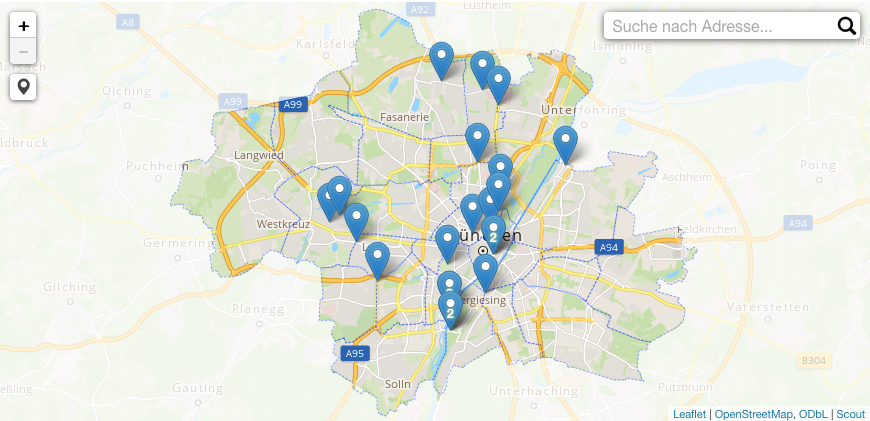 +
−
Suche nach Adresse...
A92
Lustheim
A8
Karlsfeld
Ismaning
Olching
A99
A99
Fasanerie
Unterföhring
Langwied
Puchheim
Aschheim
Poing
Westkreuz
München
2
Feldkirchen
A94
A94
Germering
Gilching
Planegg
2
Vaterstetten
A95
B304
Solln
Gauting
Unterhaching
Putzbrunn
Leaflet | OpenStreetMap, ODbL | Scout